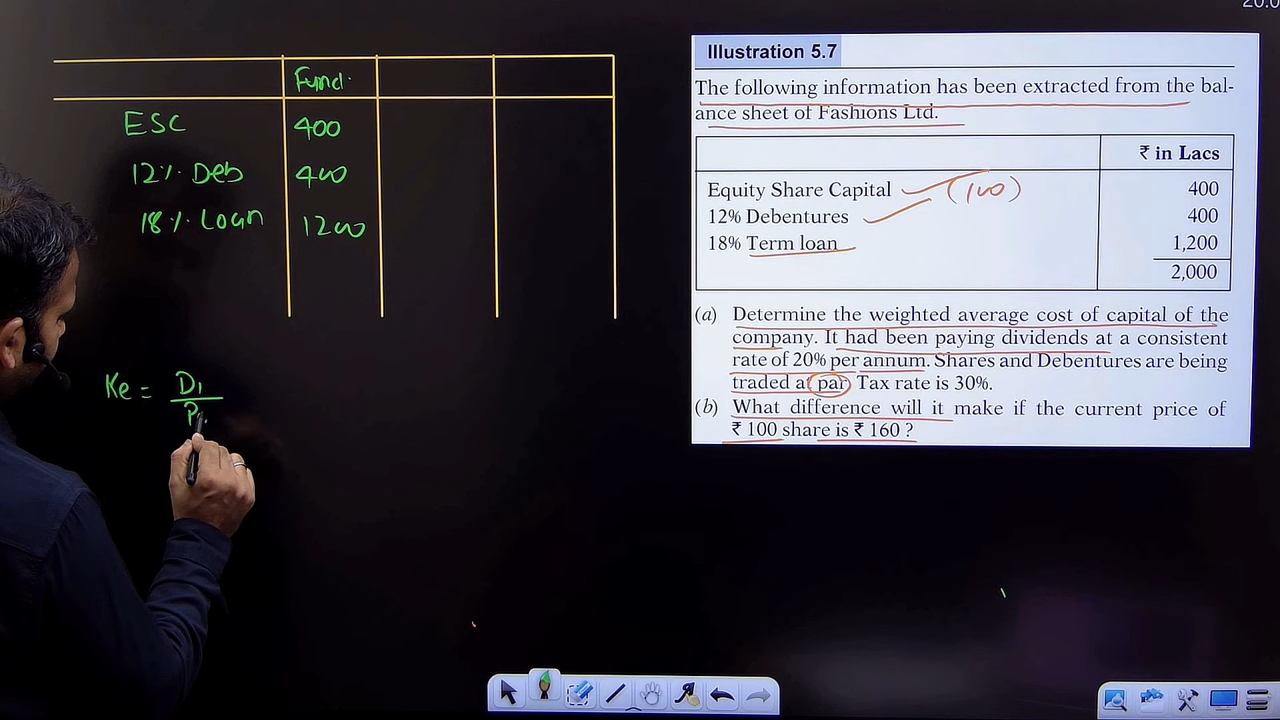 Fund.
ESC 400
12% Deb 400
18% Loan 1200
Ke = D1
P
Illustration 5.7
The following information has been extracted from the bal-
ance sheet of Fashions Ltd.
₹ in Lacs
Equity Share Capital (100) 400
12% Debentures 400
18% Term loan 1,200
2,000
(a) Determine the weighted average cost of capital of the
company. It had been paying dividends at a consistent
rate of 20% per annum. Shares and Debentures are being
traded at par Tax rate is 30%.
(b) What difference will it make if the current price of
₹ 100 share is ₹ 160 ?